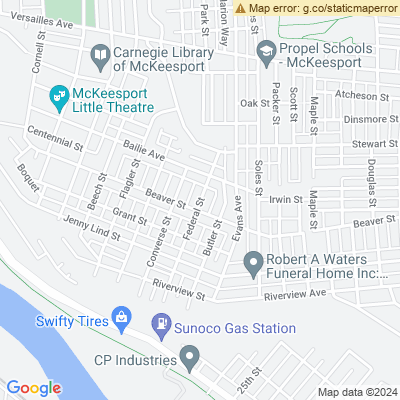 Map error: g.co/staticmaperror
Versailles Ave
Cornell St
Carnegie Library
of McKeesport
Park St
Marion Way
Propel Schools -
McKeesport
Packer St
Scott St
Maple St
Atcheson St
Oak St
Dinsmore St
McKeesport
Little Theatre
Centennial St
Bailie Ave
Stewart St
Boquet
Beech St
Flagler St
Soles St
Douglas St
Beaver St
Federal St
Evans Ave
Irwin St
Maple St
Beaver St
Grant St
Jenny Lind St
Converse St
Butler St
Robert A Waters
Funeral Home Inc:...
Riverview St
Riverview Ave
Swifty Tires
Sunoco Gas Station
CP Industries
25th St
Google
Map data ©2024